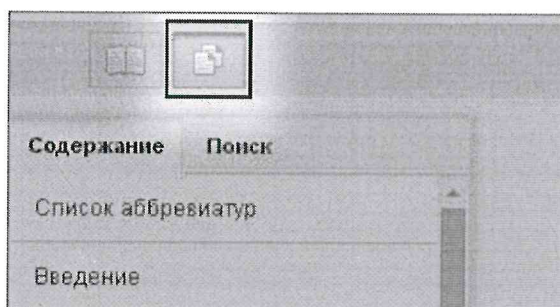 Содержание Поиск
Список аббревиатур
Введение